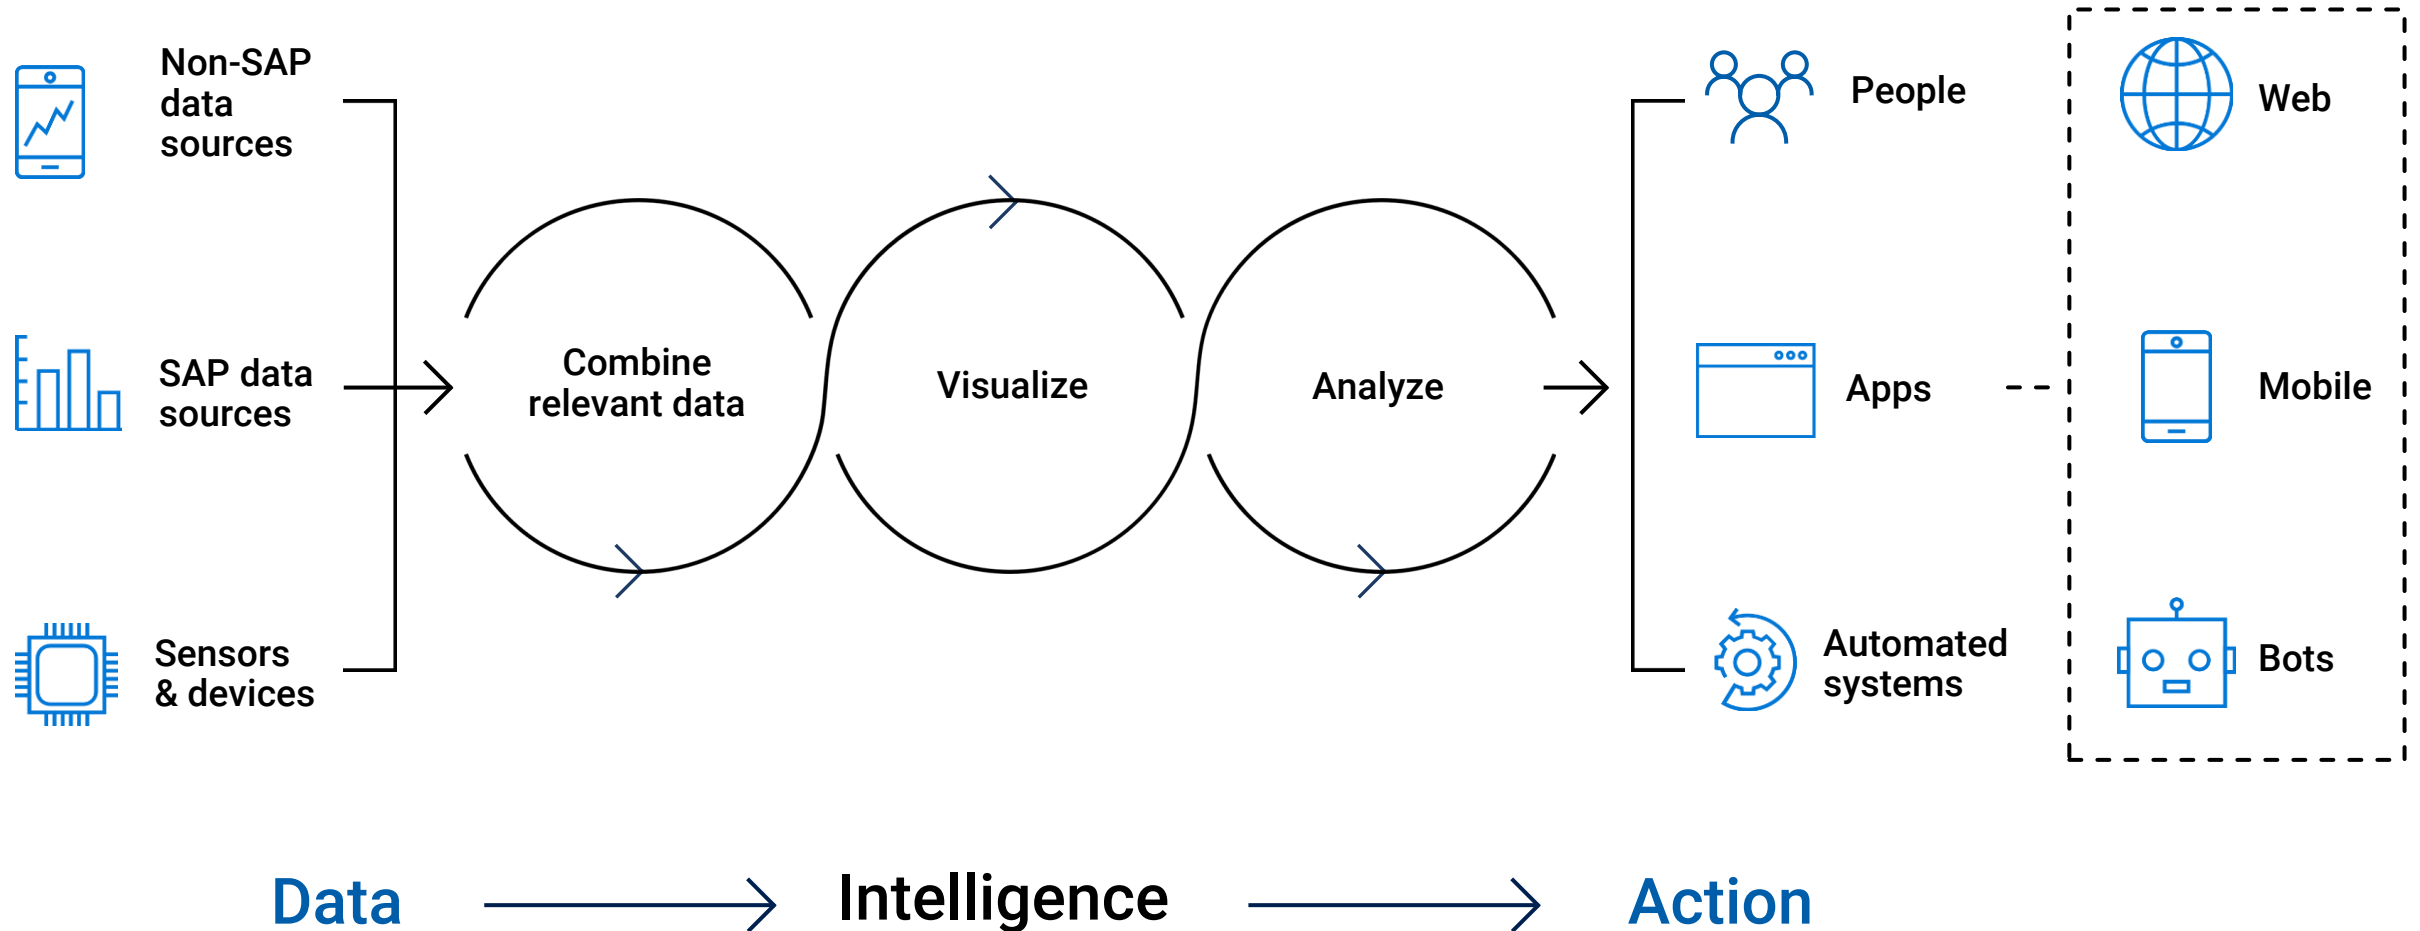 Non-SAP
data
sources
SAP data
sources
Sensors
& devices
Combine
relevant data
Visualize
Analyze
People
Apps
Automated
systems
Web
Mobile
Bots
Data
Intelligence
Action